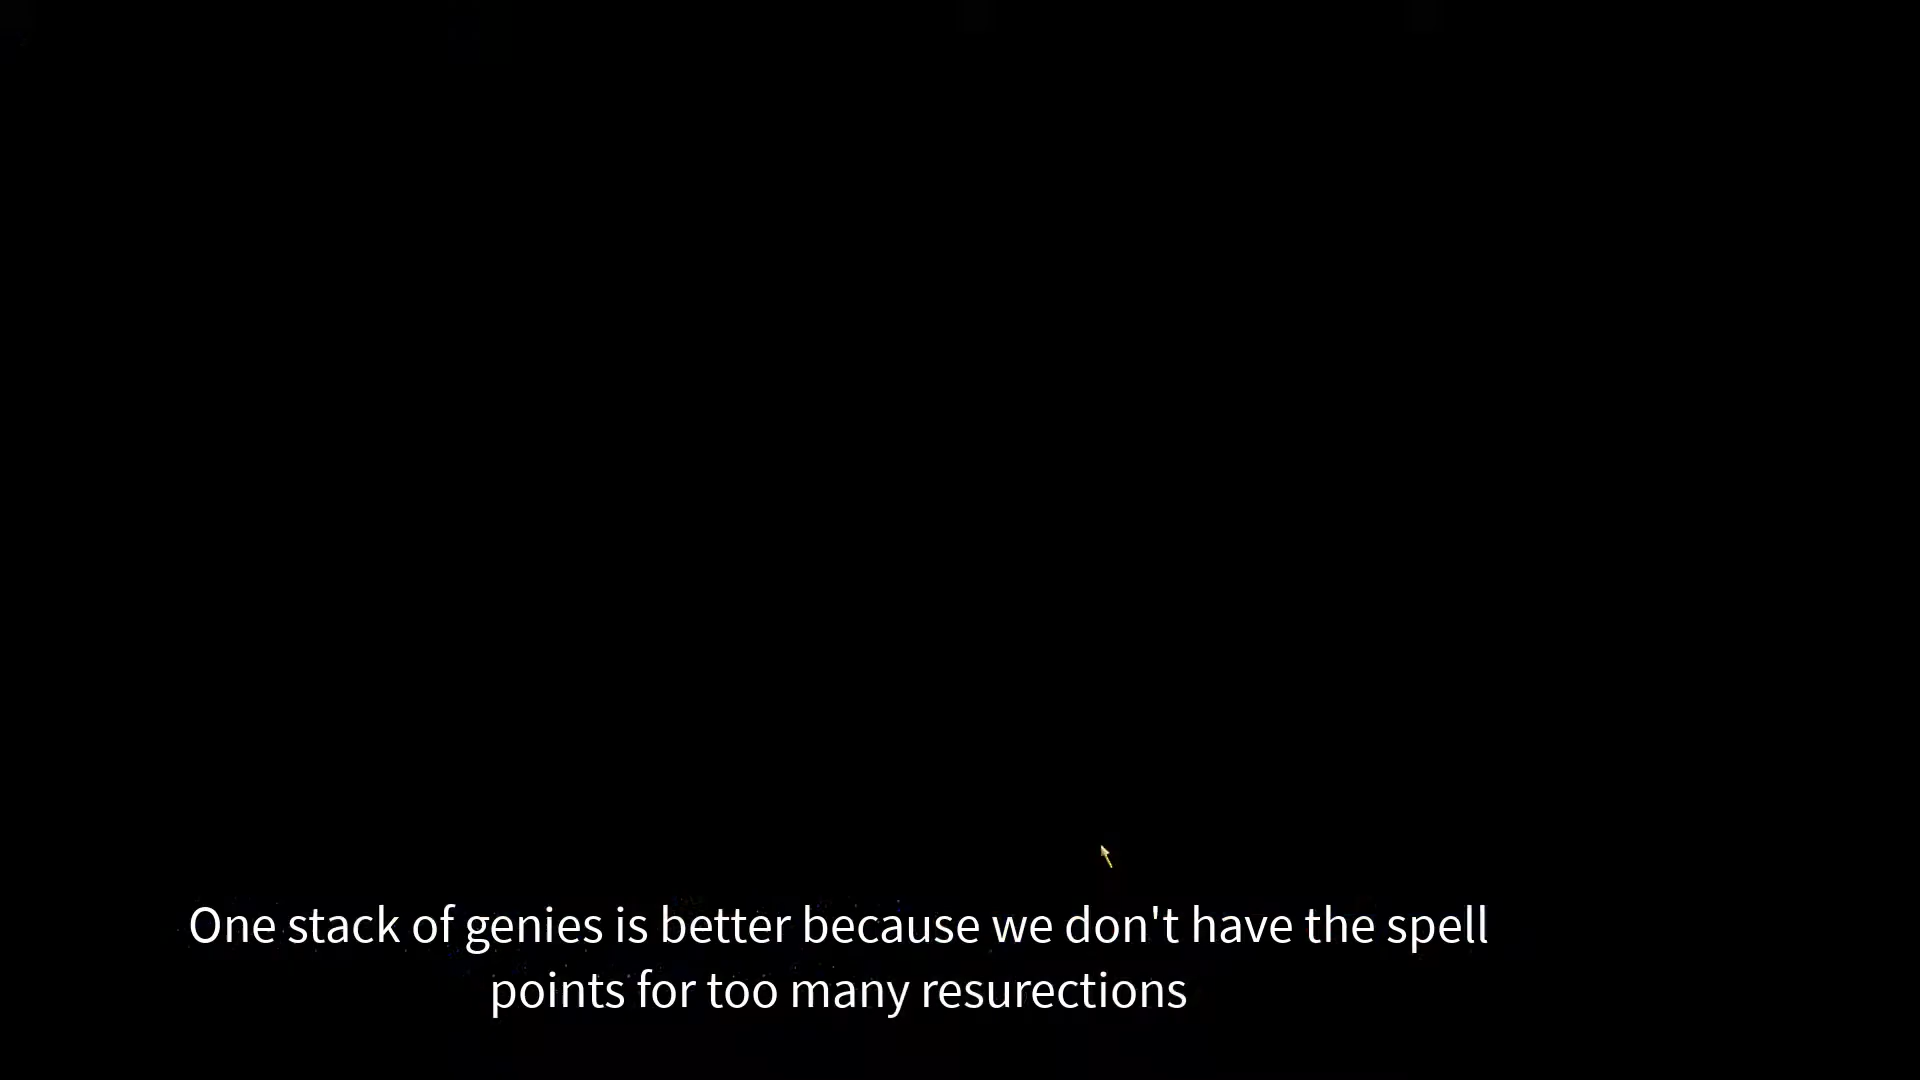 One stack of genies is better because we don't have the spell
points for too many resurections